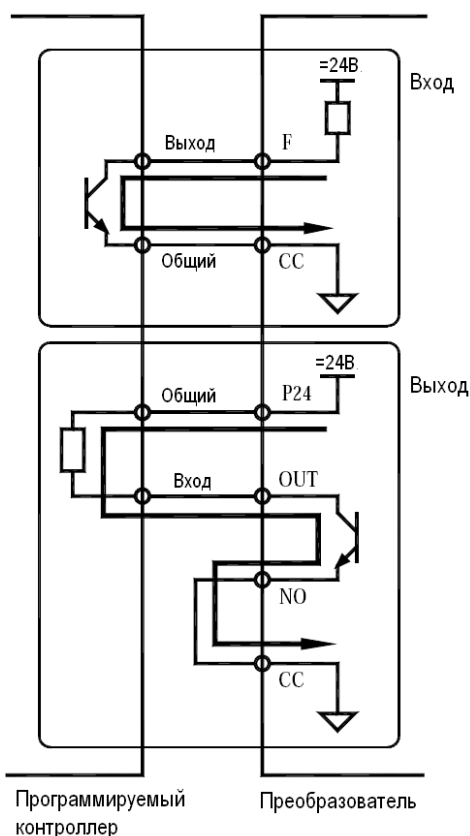 =24В.
Вход
Выход
F
Общий
CC
=24В.
Выход
Общий
P24
Вход
OUT
NO
CC
Программируемый
контроллер
Преобразователь